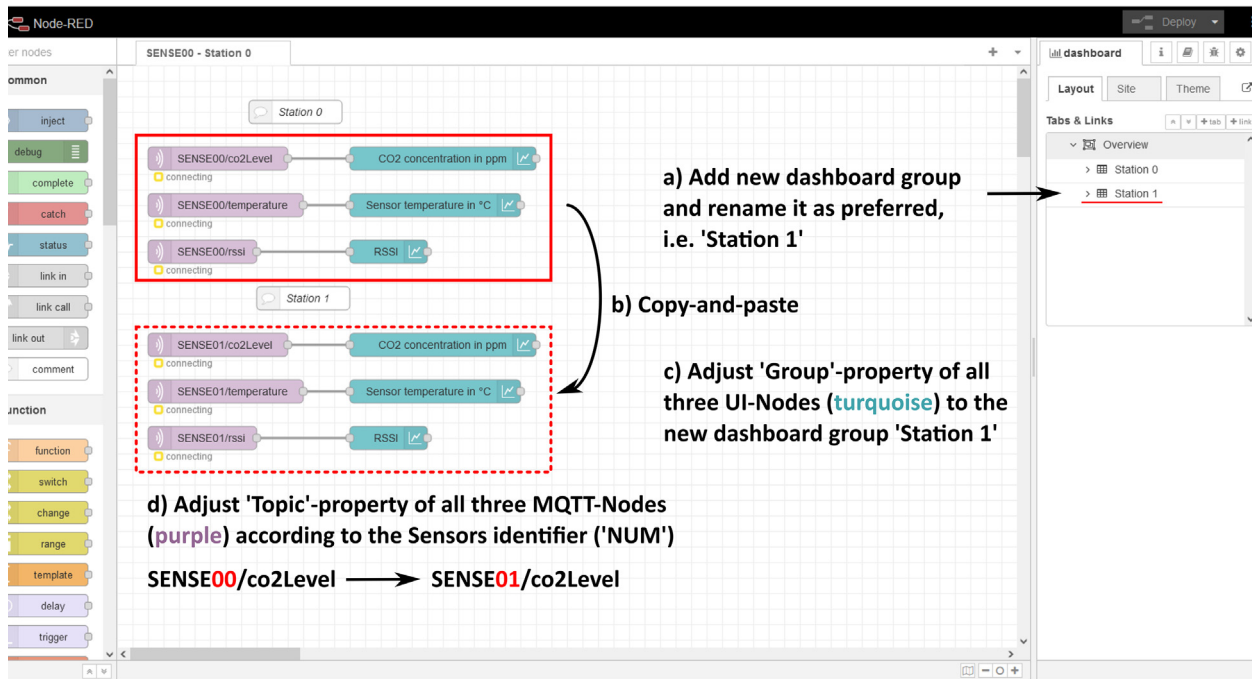 Node-RED
Deploy
er nodes
SENSE00 - Station 0
dashboard
i
ommon
Layout
Site
Theme
Station 0
Tabs & Links
+ tab
+ link
inject
Overview
debug
SENSE00/co2Level
CO2 concentration in ppm
Station 0
connecting
a) Add new dashboard group
complete
Station 1
and rename it as preferred,
catch
SENSE00/temperature
Sensor temperature in °C
i.e. 'Station 1'
connecting
status
SENSE00/rssi
RSSI
connecting
link in
Station 1
b) Copy-and-paste
link call
link out
SENSE01/co2Level
CO2 concentration in ppm
connecting
comment
c) Adjust 'Group'-property of all
SENSE01/temperature
Sensor temperature in °C
three UI-Nodes (turquoise) to the
connecting
unction
new dashboard group 'Station 1'
SENSE01/rssi
RSSI
connecting
function
switch
d) Adjust 'Topic'-property of all three MQTT-Nodes
change
(purple) according to the Sensors identifier ('NUM')
range
template
SENSE00/co2Level
SENSE01/co2Level
delay
trigger